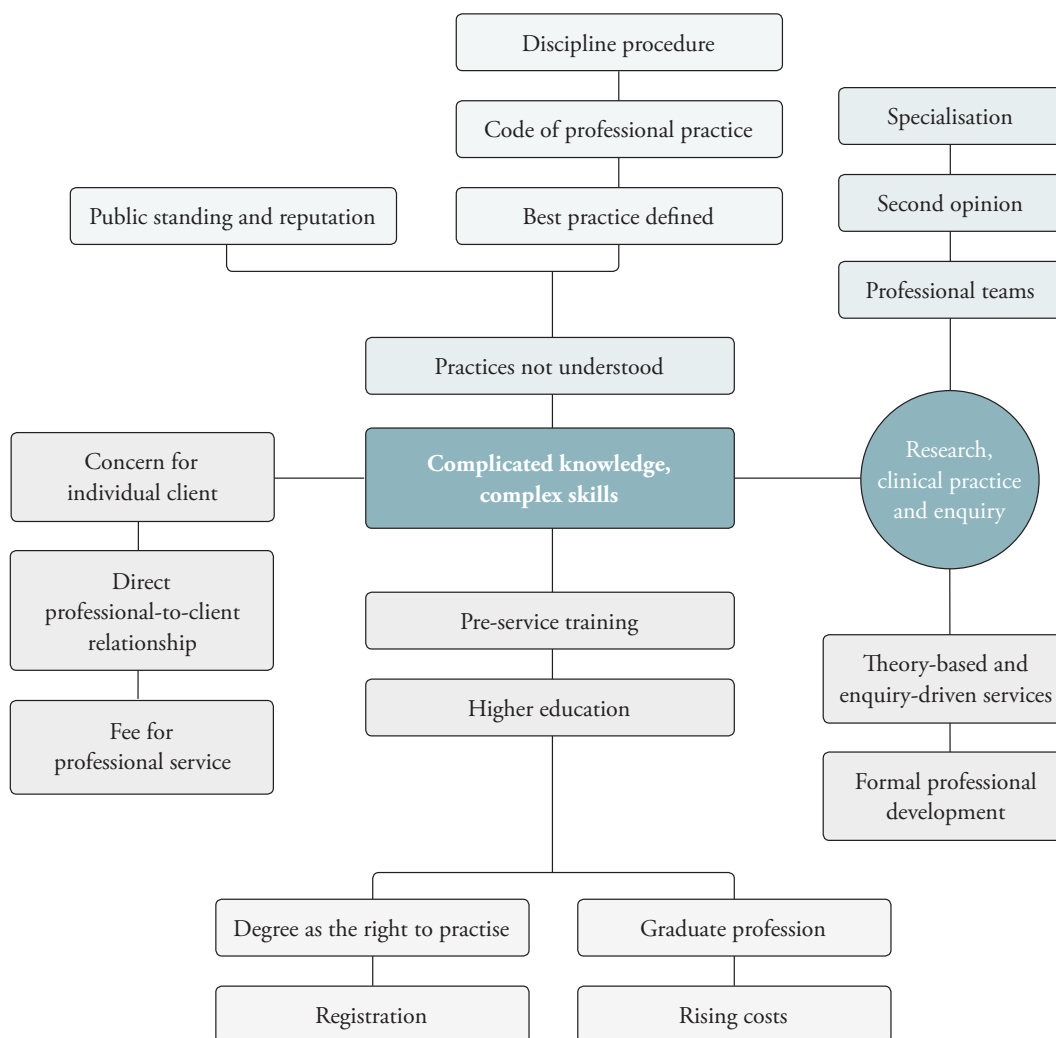 Discipline procedure
Code of professional practice
Specialisation
Public standing and reputation
Best practice defined
Second opinion
Professional teams
Practices not understood
Concern for
individual client
Complicated knowledge,
complex skills
Research,
clinical practice
and enquiry
Direct
professional-to-client
relationship
Pre-service training
Theory-based and
enquiry-driven services
Higher education
Fee for
professional service
Formal professional
development
Degree as the right to practise
Graduate profession
Registration
Rising costs